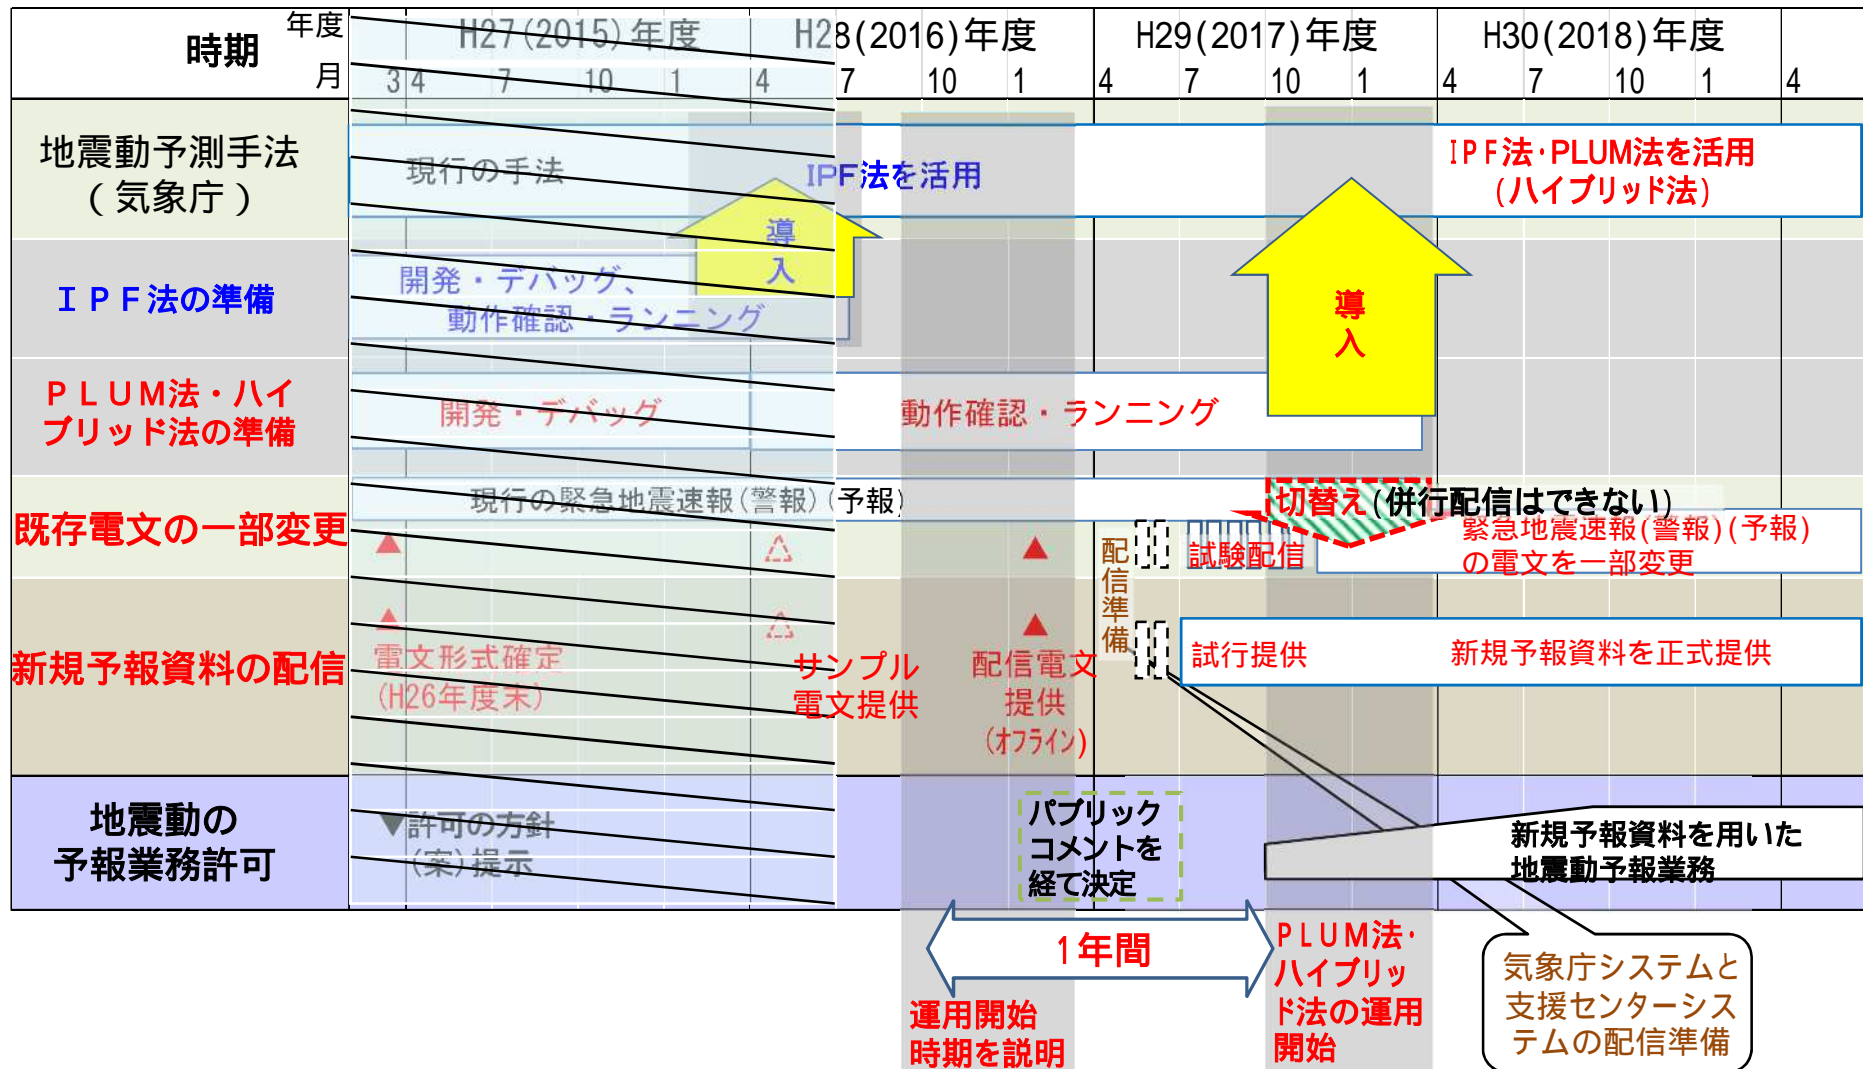 時期
年度
月
H27(2015)年度
H28(2016)年度
H29(2017)年度
H30(2018)年度
3 4 7 10 1 4 7 10 1 4 7 10 1 4 7 10 1 4
地震動予測手法
（気象庁）
現行の手法
IPF法を活用
IPF法・PLUM法を活用
(ハイブリッド法)
導
入
ＩＰＦ法の準備
開発・デバッグ、
動作確認・ランニング
導
入
ＰＬＵＭ法・ハイ
ブリッド法の準備
開発・デバッグ
動作確認・ランニング
既存電文の一部変更
現行の緊急地震速報(警報)(予報)
切替え(併行配信はできない)
▲
△
▲
配
信
準
備
試験配信
緊急地震速報(警報)(予報)
の電文を一部変更
新規予報資料の配信
▲
△
▲
電文形式確定
(H26年度末)
サンプル
電文提供
配信電文
提供
(オフライン)
試行提供
新規予報資料を正式提供
地震動の
予報業務許可
▼許可の方針
(案)提示
パブリック
コメントを
経て決定
新規予報資料を用いた
地震動予報業務
1年間
運用開始
時期を説明
PLUM法・
ハイブリッ
ド法の運用
開始
気象庁システムと
支援センターシス
テムの配信準備